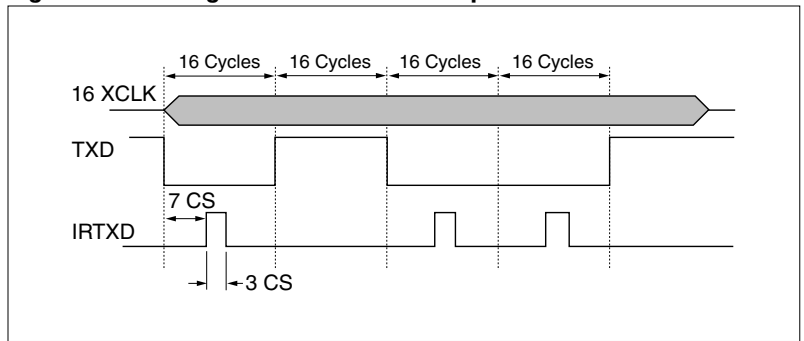 16 Cycles 16 Cycles 16 Cycles 16 Cycles
16 XCLK
TXD
7 CS
IRTXD
3 CS